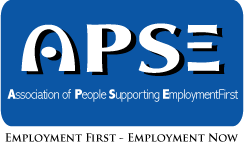 APSE
Association of People Supporting EmploymentFirst
EMPLOYMENT FIRST - EMPLOYMENT NOW